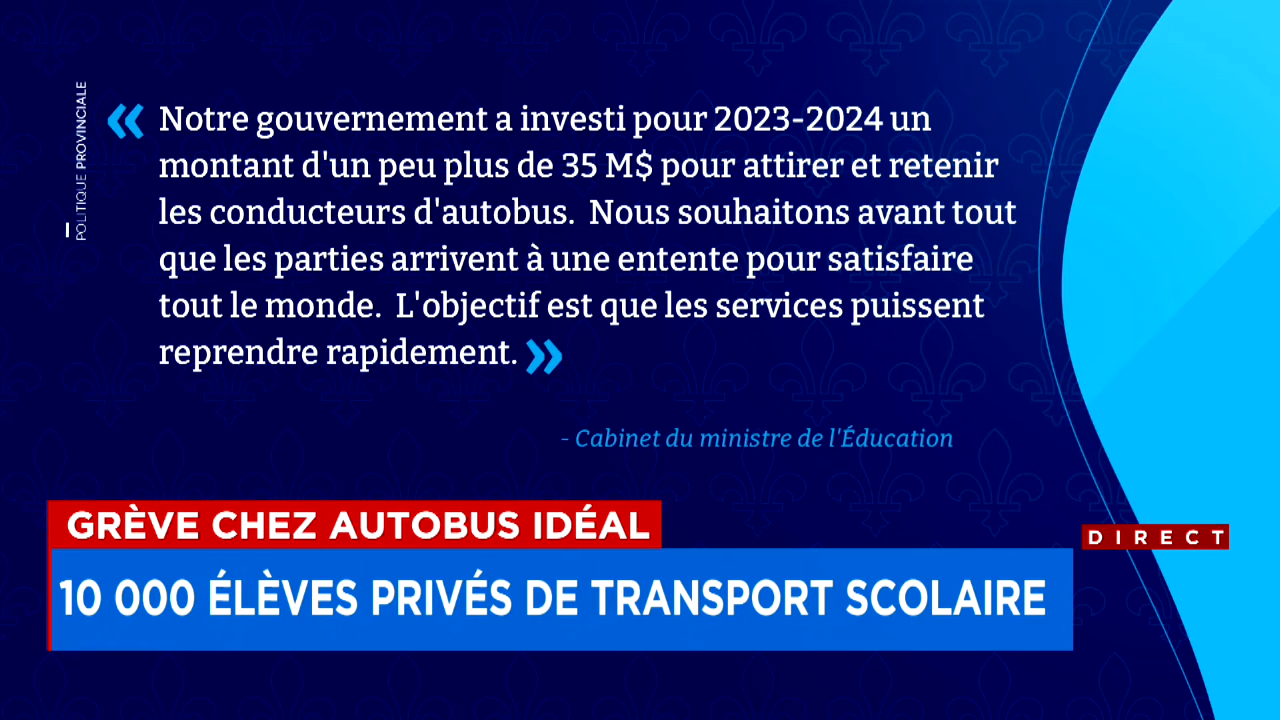 POLITIQUE PROVINCIALE
« Notre gouvernement a investi pour 2023-2024 un
montant d'un peu plus de 35 M$ pour attirer et retenir
les conducteurs d'autobus.  Nous souhaitons avant tout
que les parties arrivent à une entente pour satisfaire
tout le monde.  L'objectif est que les services puissent
reprendre rapidement. »
- Cabinet du ministre de l'Éducation
GRÈVE CHEZ AUTOBUS IDÉAL
DIRECT
10 000 ÉLÈVES PRIVÉS DE TRANSPORT SCOLAIRE